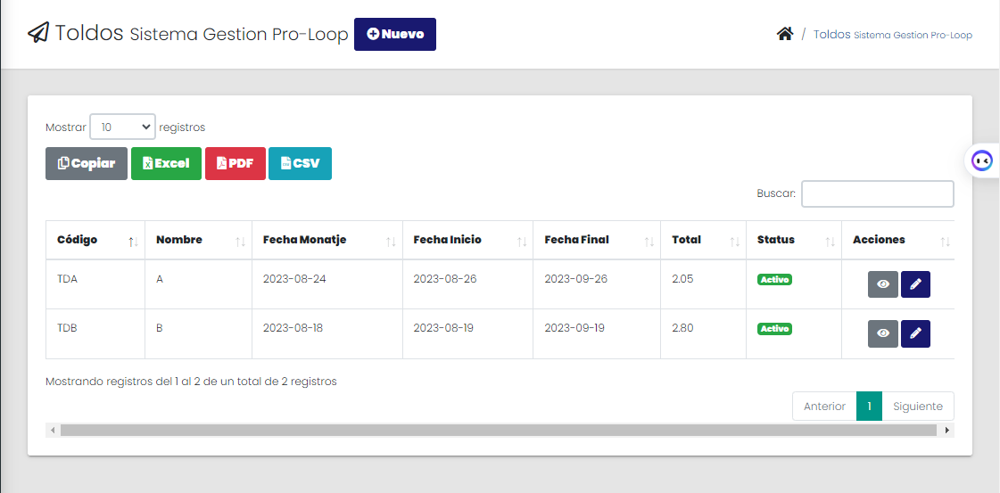 Toldos Sistema Gestion Pro-Loop Nuevo / Toldos Sistema Gestion Pro-Loop
Mostrar 10 registros
Copiar Excel PDF CSV
Buscar:
Código Nombre Fecha Monatje Fecha Inicio Fecha Final Total Status Acciones
TDA A 2023-08-24 2023-08-26 2023-09-26 2.05 Activo
TDB B 2023-08-18 2023-08-19 2023-09-19 2.80 Activo
Mostrando registros del 1 al 2 de un total de 2 registros
Anterior 1 Siguiente